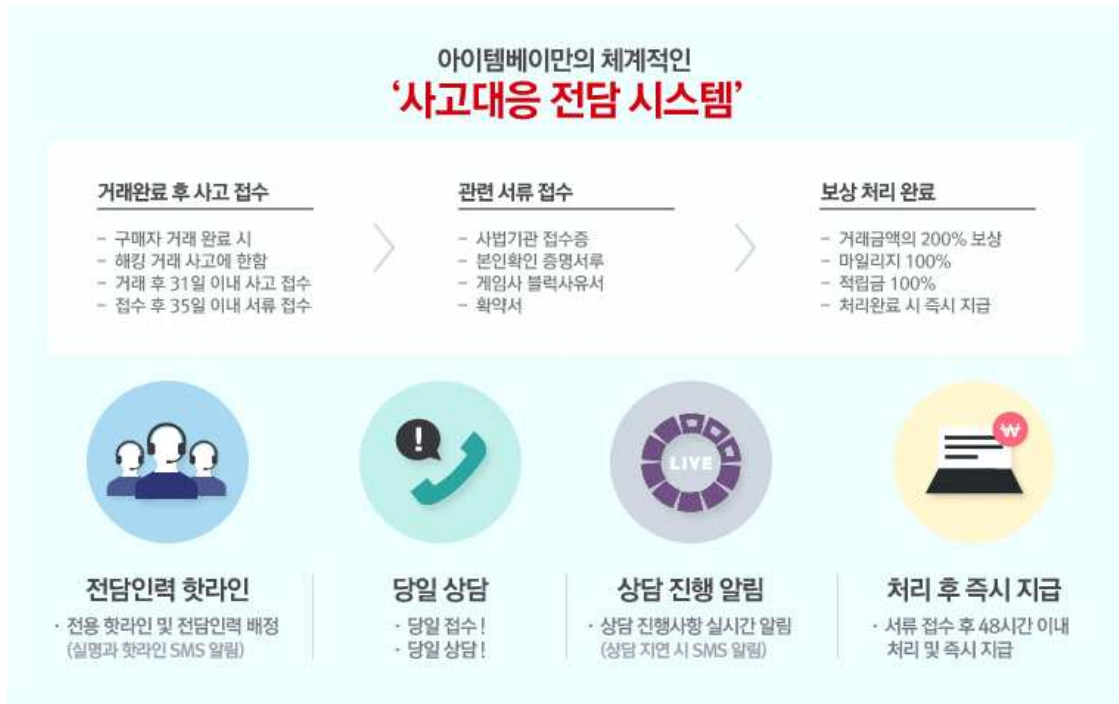 아이템베이만의 체계적인
‘사고대응 전담 시스템’
거래완료 후 사고 접수
- 구매자 거래 완료 시
- 해킹 거래 사고에 한함
- 거래 후 31일 이내 사고 접수
- 접수 후 35일 이내 서류 접수
관련 서류 접수
- 사법기관 접수증
- 본인확인 증명서류
- 게임사 블럭사유서
- 확약서
보상 처리 완료
- 거래금액의 200% 보상
- 마일리지 100%
- 적립금 100%
- 처리완료 시 즉시 지급
!
LIVE
₩
전담인력 핫라인
· 전용 핫라인 및 전담인력 배정
(실명과 핫라인 SMS 알림)
당일 상담
· 당일 접수 !
· 당일 상담 !
상담 진행 알림
· 상담 진행사항 실시간 알림
(상담 지연 시 SMS 알림)
처리 후 즉시 지급
· 서류 접수 후 48시간 이내
처리 및 즉시 지급